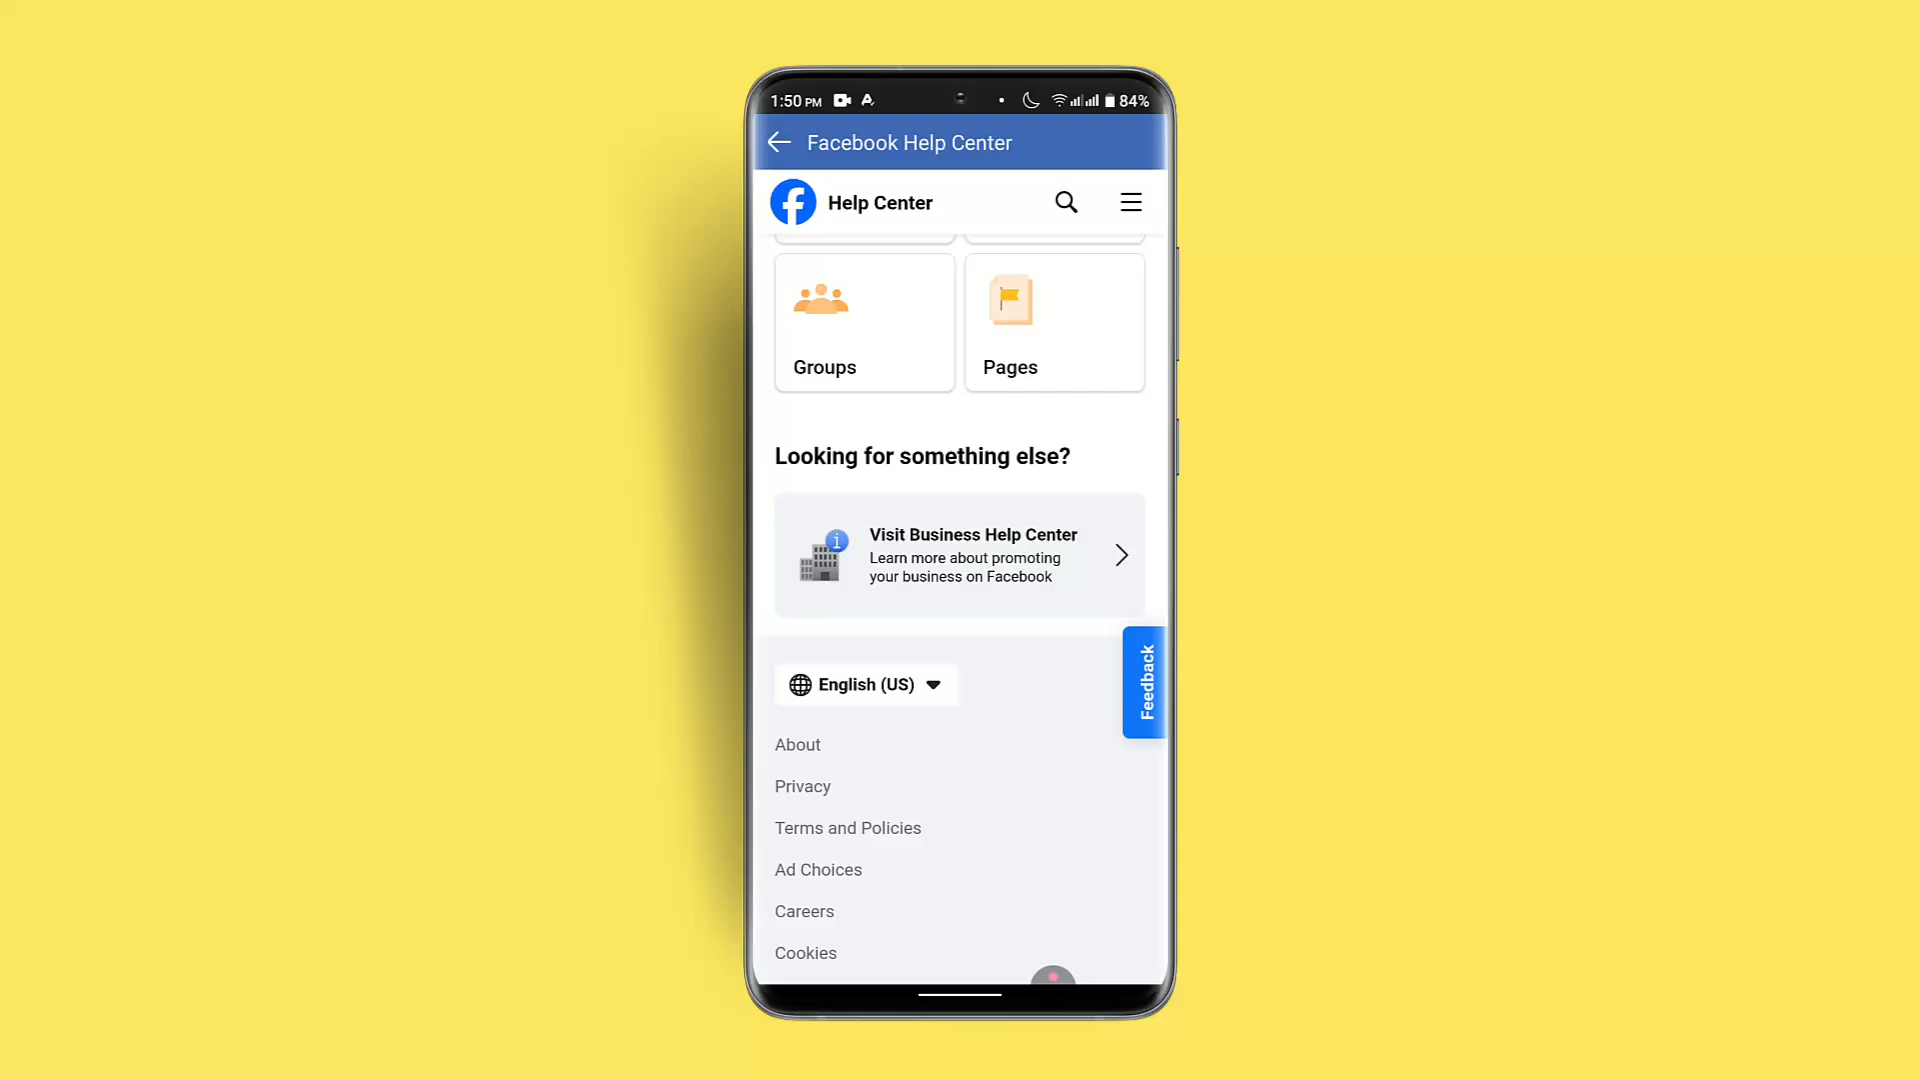 1:50 PM
84%
Facebook Help Center
Help Center
Groups
Pages
Looking for something else?
Visit Business Help Center
Learn more about promoting
your business on Facebook
Feedback
English (US)
About
Privacy
Terms and Policies
Ad Choices
Careers
Cookies